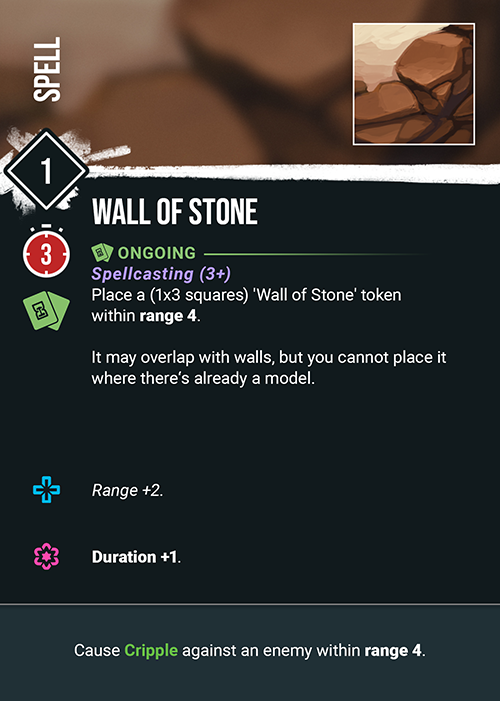 SPELL
1
WALL OF STONE
3
ONGOING
Spellcasting (3+)
Place a (1x3 squares) 'Wall of Stone' token
within range 4.
It may overlap with walls, but you cannot place it
where there's already a model.
Range +2.
Duration +1.
Cause Cripple against an enemy within range 4.